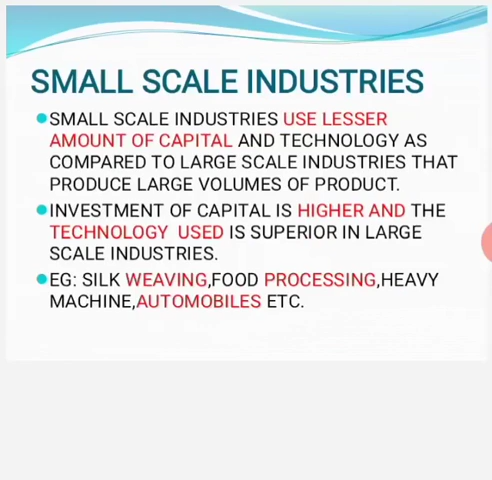 SMALL SCALE INDUSTRIES
SMALL SCALE INDUSTRIES USE LESSER
AMOUNT OF CAPITAL AND TECHNOLOGY AS
COMPARED TO LARGE SCALE INDUSTRIES THAT
PRODUCE LARGE VOLUMES OF PRODUCT.
INVESTMENT OF CAPITAL IS HIGHER AND THE
TECHNOLOGY USED IS SUPERIOR IN LARGE
SCALE INDUSTRIES.
EG: SILK WEAVING,FOOD PROCESSING,HEAVY
MACHINE,AUTOMOBILES ETC.